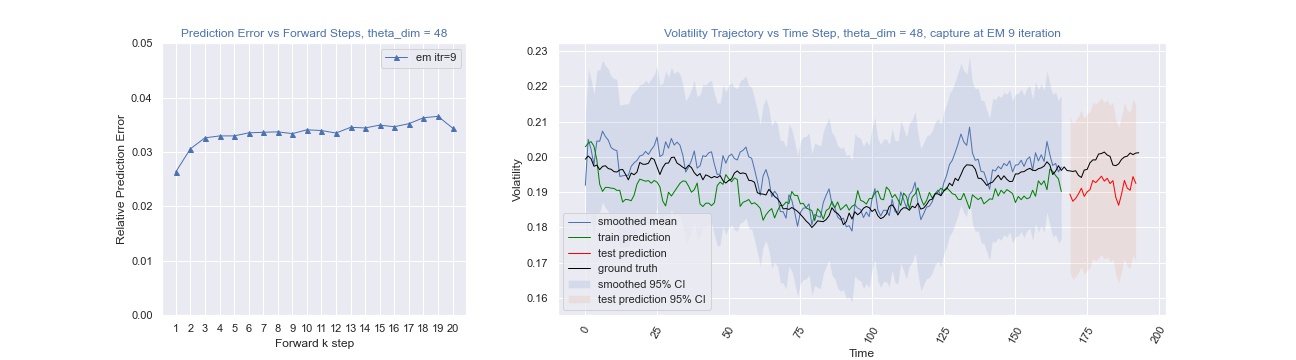 Prediction Error vs Forward Steps, theta_dim = 48
0.05
0.04
0.03
0.02
0.01
0.00
Relative Prediction Error
em itr=9
1 2 3 4 5 6 7 8 9 10 11 12 13 14 15 16 17 18 19 20
Forward k step
Volatility Trajectory vs Time Step, theta_dim = 48, capture at EM 9 iteration
0.23
0.22
0.21
0.20
0.19
0.18
0.17
0.16
Volatility
smoothed mean
train prediction
test prediction
ground truth
smoothed 95% CI
test prediction 95% CI
0 25 50 75 100 125 150 175 200
Time